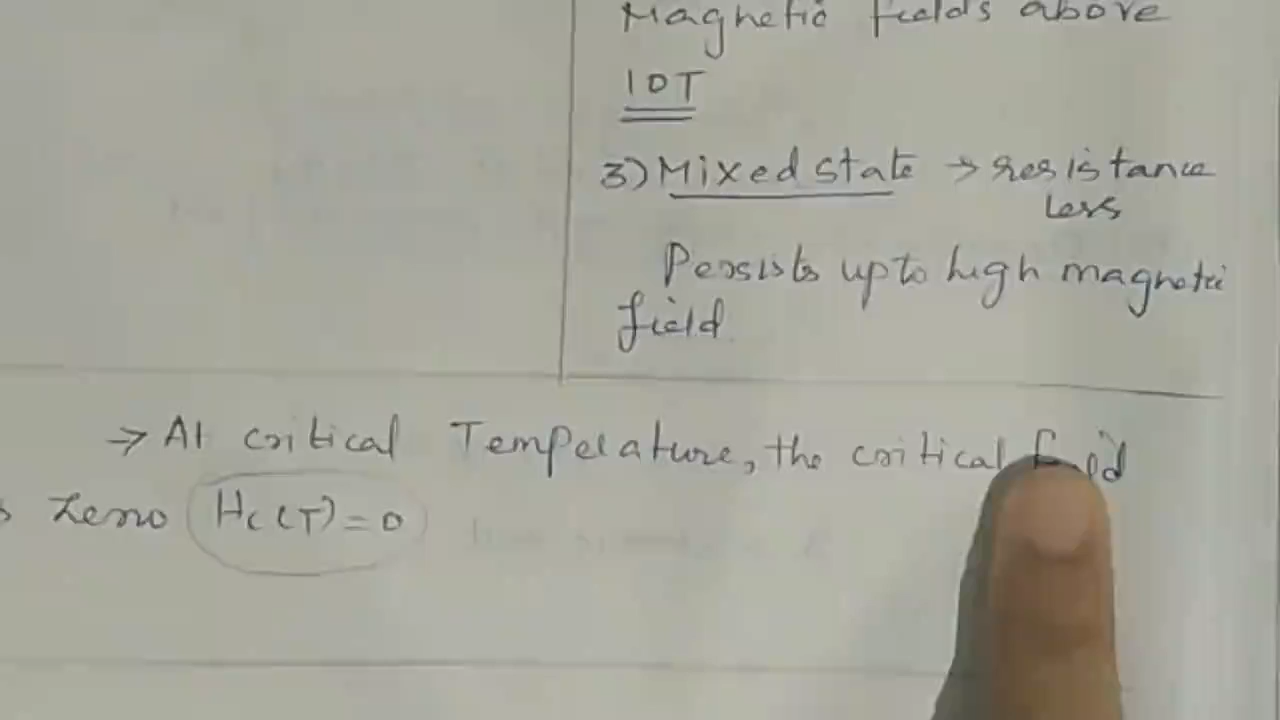 Magnetic fields above
10T
3) Mixed state → resistance
less
Persists upto high magnetic
field.
→ At critical Temperature, the critical field
Zero Hc(T)=0